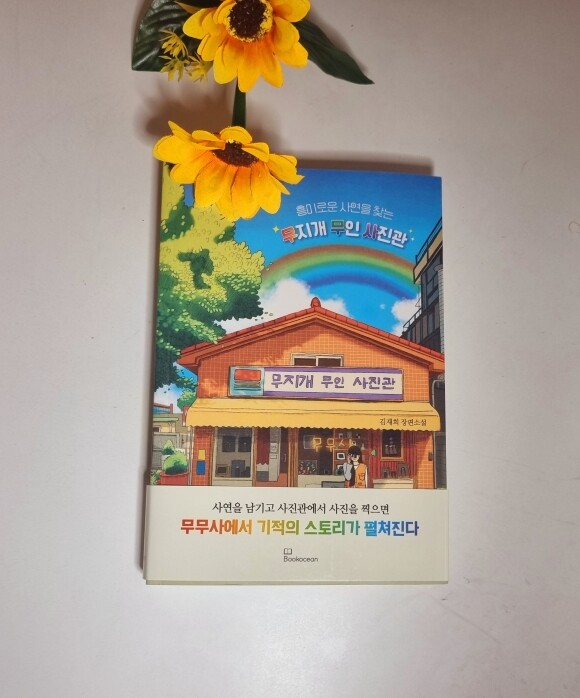 흥미로운 사연을 찾는
무지개 무인 사진관
무지개 무인 사진관
김재희 장편소설
무무사
사연을 남기고 사진관에서 사진을 찍으면
무무사에서 기적의 스토리가 펼쳐진다
Bookocean